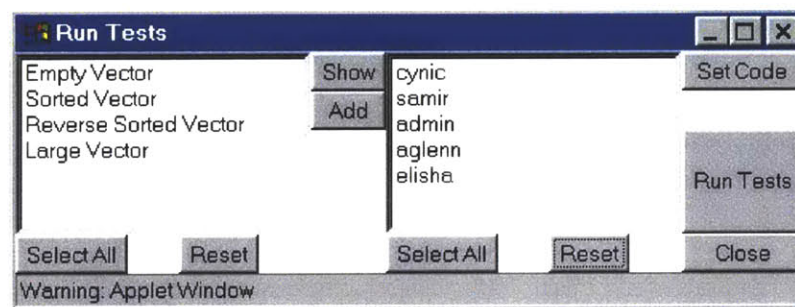 Run Tests
Empty Vector
Sorted Vector
Reverse Sorted Vector
Large Vector
Show
Add
cynic
samir
admin
aglenn
elisha
Set Code
Run Tests
Select All
Reset
Select All
Reset
Close
Warning: Applet Window